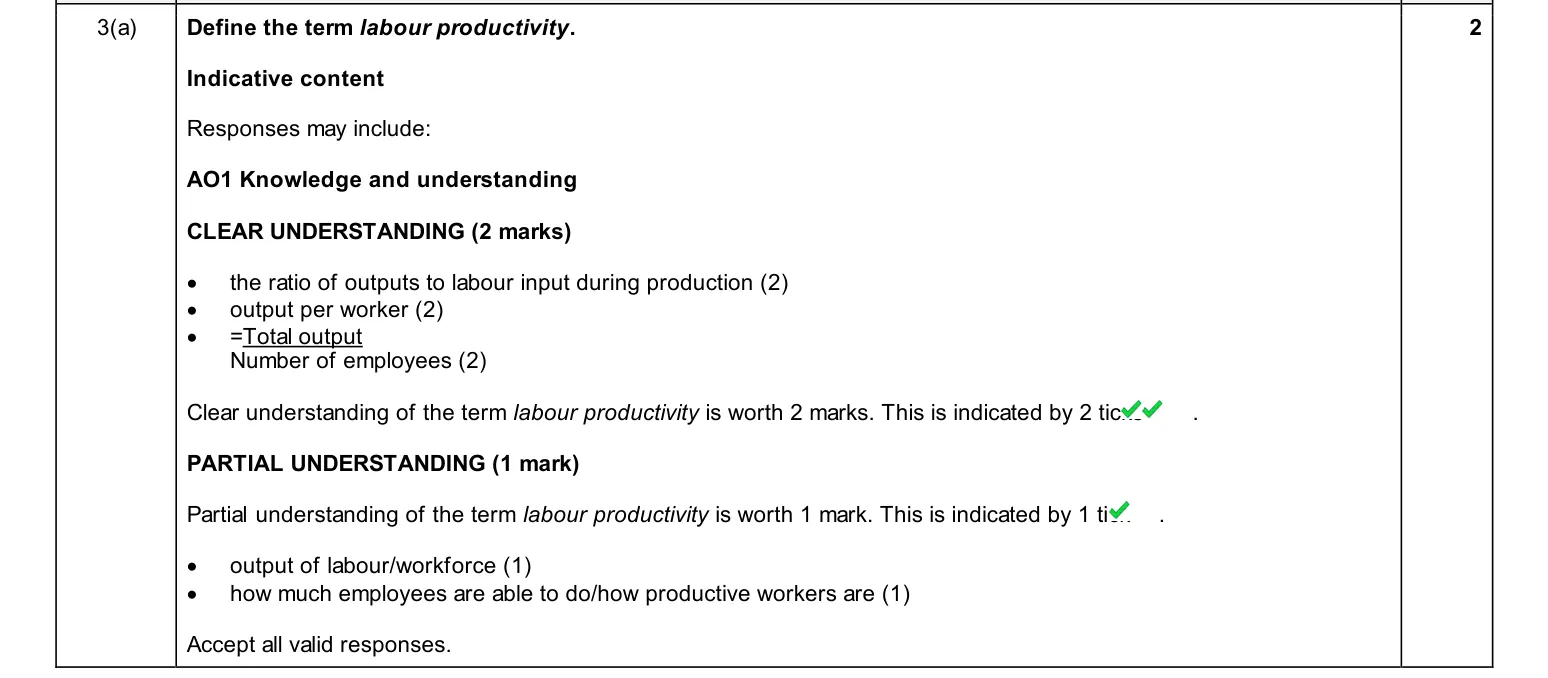 3(a) Define the term labour productivity. 2
Indicative content
Responses may include:
AO1 Knowledge and understanding
CLEAR UNDERSTANDING (2 marks)
• the ratio of outputs to labour input during production (2)
• output per worker (2)
• =Total output
Number of employees (2)
Clear understanding of the term labour productivity is worth 2 marks. This is indicated by 2 .
PARTIAL UNDERSTANDING (1 mark)
Partial understanding of the term labour productivity is worth 1 mark. This is indicated by 1 .
• output of labour/workforce (1)
• how much employees are able to do/how productive workers are (1)
Accept all valid responses.